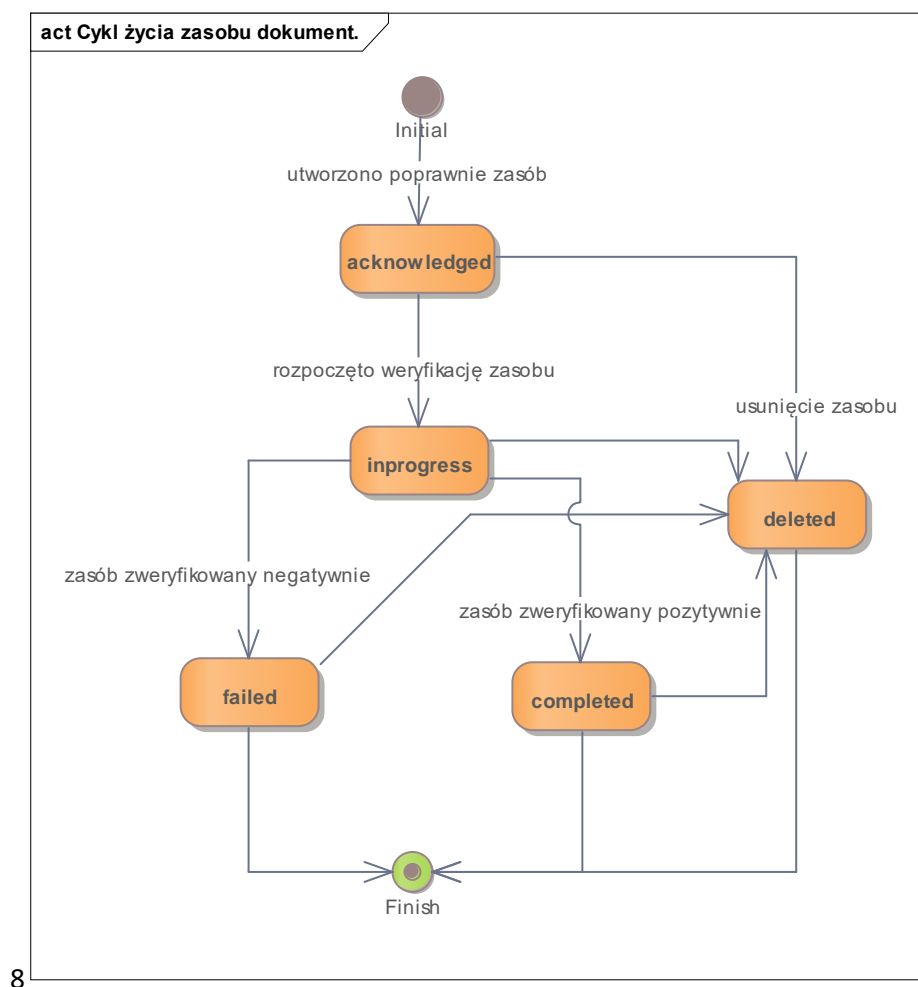 act Cykl życia zasobu dokument.
Initial
utworzono poprawnie zasób
acknowledged
rozpoczęto weryfikację zasobu
usunięcie zasobu
inprogress
deleted
zasób zweryfikowany negatywnie
zasób zweryfikowany pozytywnie
failed
completed
Finish
8